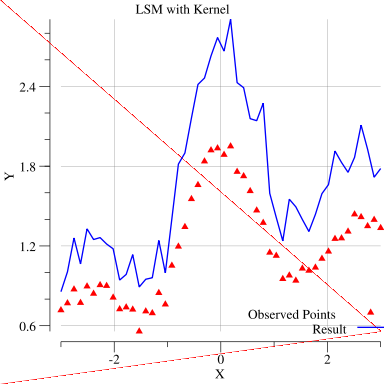 LSM with Kernel
2.4
1.8
1.2
0.6
Y
Observed Points
Result
-2
0
2
X